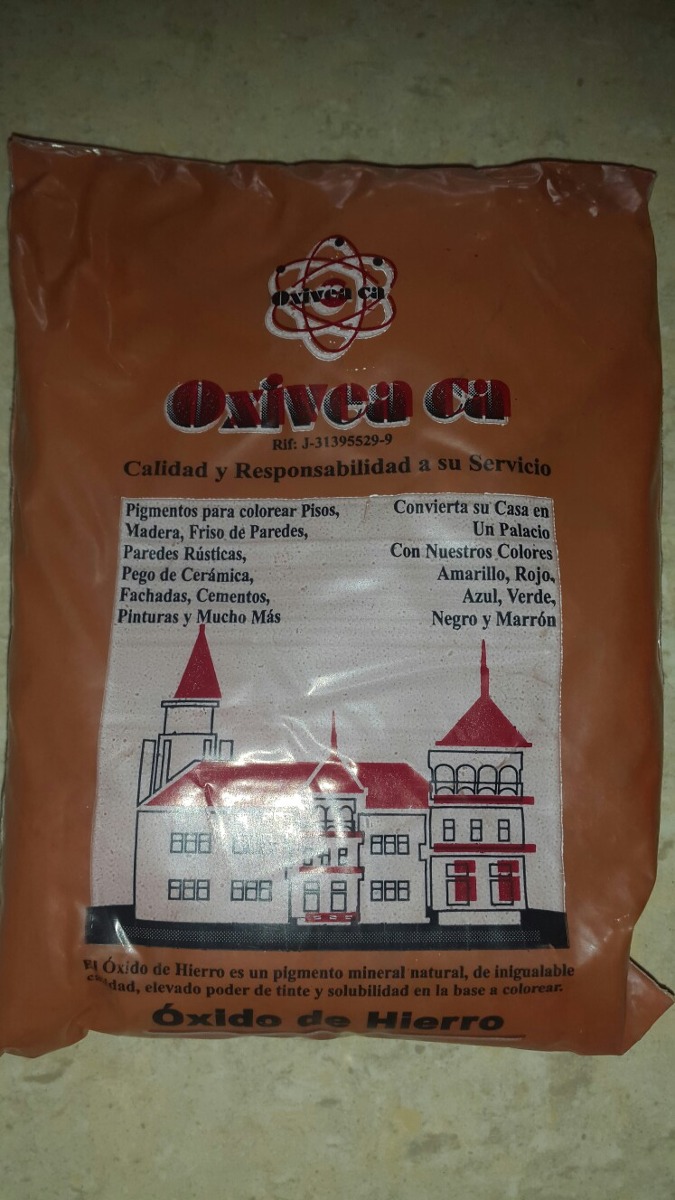 Oxivea ca
Oxivea ca
Rif: J-31395529-9
Calidad y Responsabilidad a su Servicio
Pigmentos para colorear Pisos,
Madera, Friso de Paredes,
Paredes Rústicas,
Pego de Cerámica,
Fachadas, Cementos,
Pinturas y Mucho Más
Convierta su Casa en
Un Palacio
Con Nuestros Colores
Amarillo, Rojo,
Azul, Verde,
Negro y Marrón
El Óxido de Hierro es un pigmento mineral natural, de inigualable
calidad, elevado poder de tinte y solubilidad en la base a colorear.
Óxido de Hierro